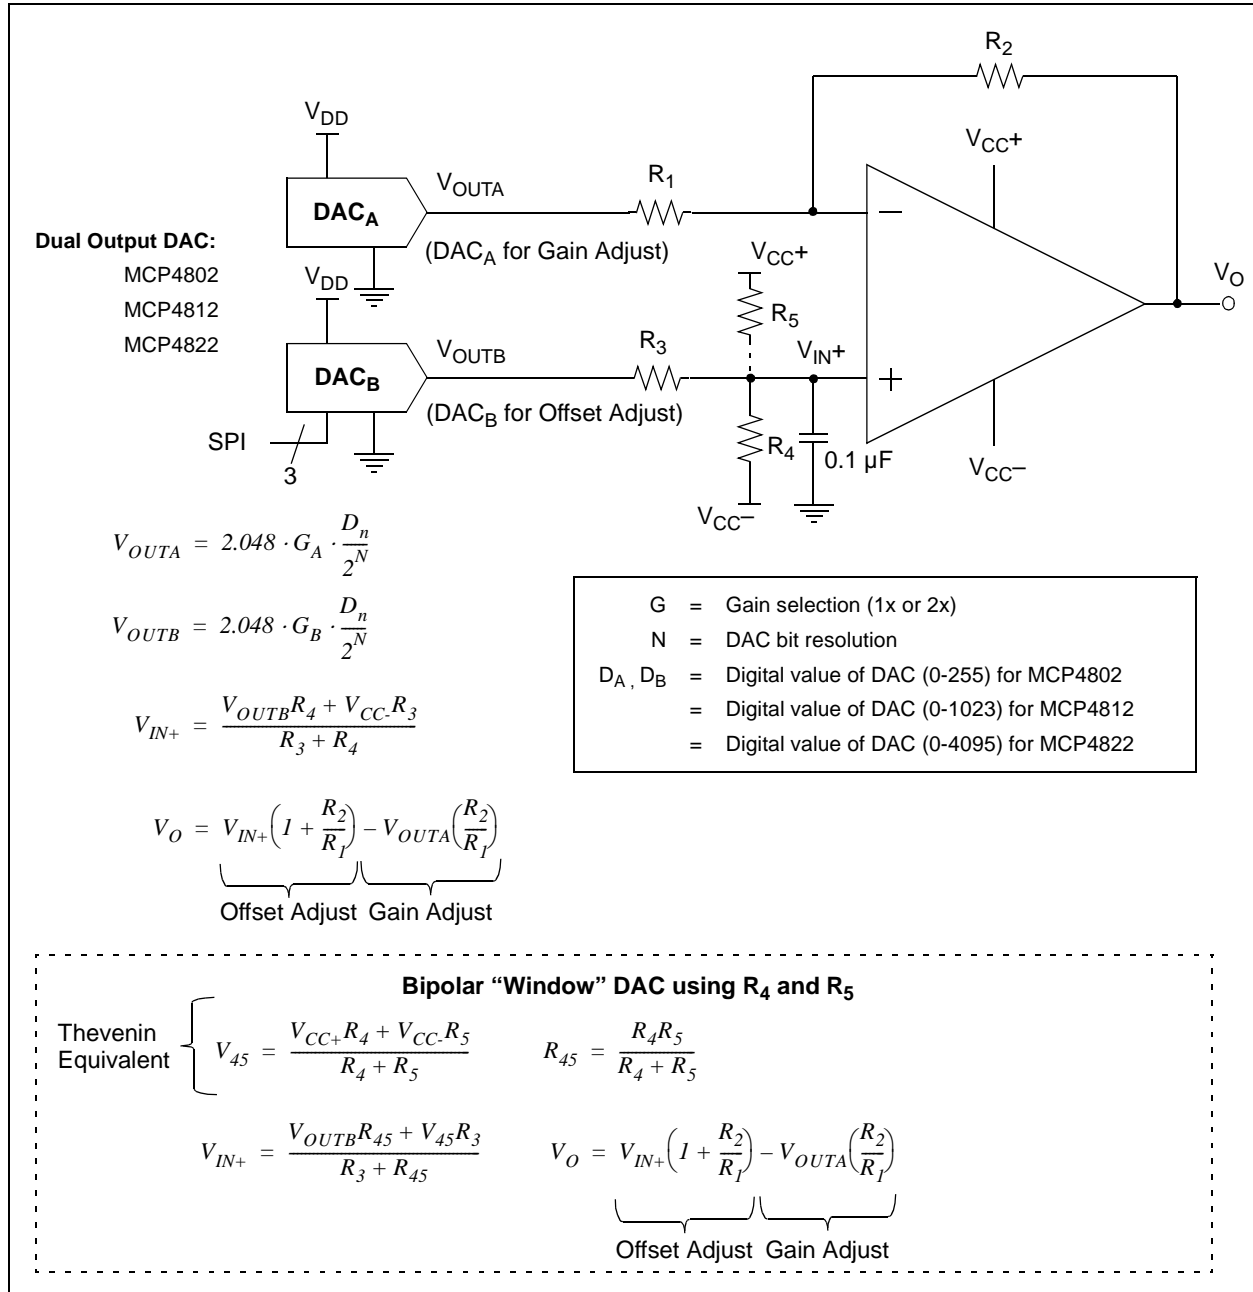 R2
VDD
VCC+
VOUTA
R1
DACA
−
Dual Output DAC:
MCP4802
MCP4812
MCP4822
(DACA for Gain Adjust)
VDD
VCC+
R5
VO
VOUTB
R3
VIN+
DACB
+
(DACB for Offset Adjust)
SPI
3
R4
0.1 µF
VCC−
VCC−
VOUTA = 2.048 · GA · Dn / 2^N
VOUTB = 2.048 · GB · Dn / 2^N
G = Gain selection (1x or 2x)
N = DAC bit resolution
DA , DB = Digital value of DAC (0-255) for MCP4802
= Digital value of DAC (0-1023) for MCP4812
= Digital value of DAC (0-4095) for MCP4822
VIN+ = (VOUTB R4 + VCC- R3) / (R3 + R4)
VO = VIN+ (1 + R2/R1) – VOUTA (R2/R1)
Offset Adjust Gain Adjust
Bipolar “Window” DAC using R4 and R5
Thevenin
Equivalent
V45 = (VCC+ R4 + VCC- R5) / (R4 + R5)
R45 = R4R5 / (R4 + R5)
VIN+ = (VOUTB R45 + V45 R3) / (R3 + R45)
VO = VIN+ (1 + R2/R1) – VOUTA (R2/R1)
Offset Adjust Gain Adjust